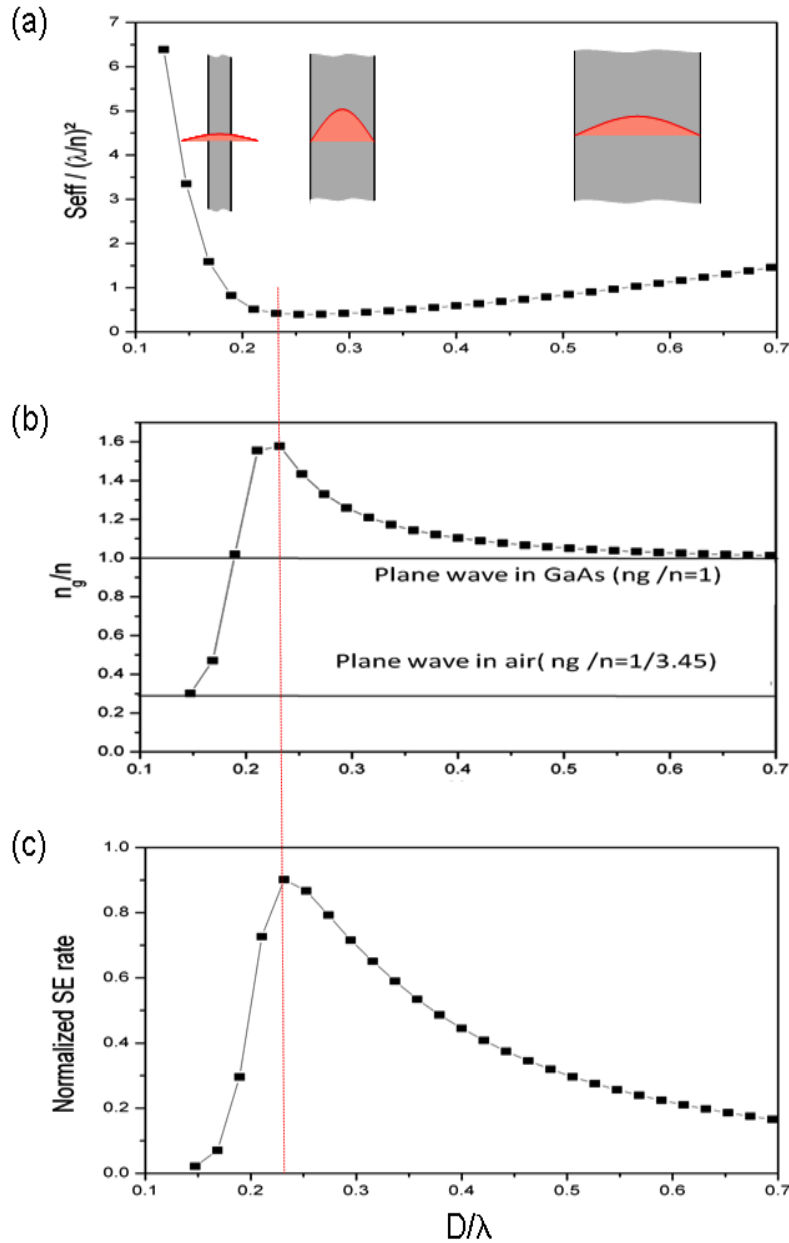 (a)
7
6
5
4
3
2
1
0
Seff / (λ/n)²
0.1 0.2 0.3 0.4 0.5 0.6 0.7
(b)
1.6
1.4
1.2
1.0
0.8
0.6
0.4
0.2
0.0
ng/n
Plane wave in GaAs (ng /n=1)
Plane wave in air( ng /n=1/3.45)
0.1 0.2 0.3 0.4 0.5 0.6 0.7
(c)
1.0
0.8
0.6
0.4
0.2
0.0
Normalized SE rate
0.1 0.2 0.3 0.4 0.5 0.6 0.7
D/λ